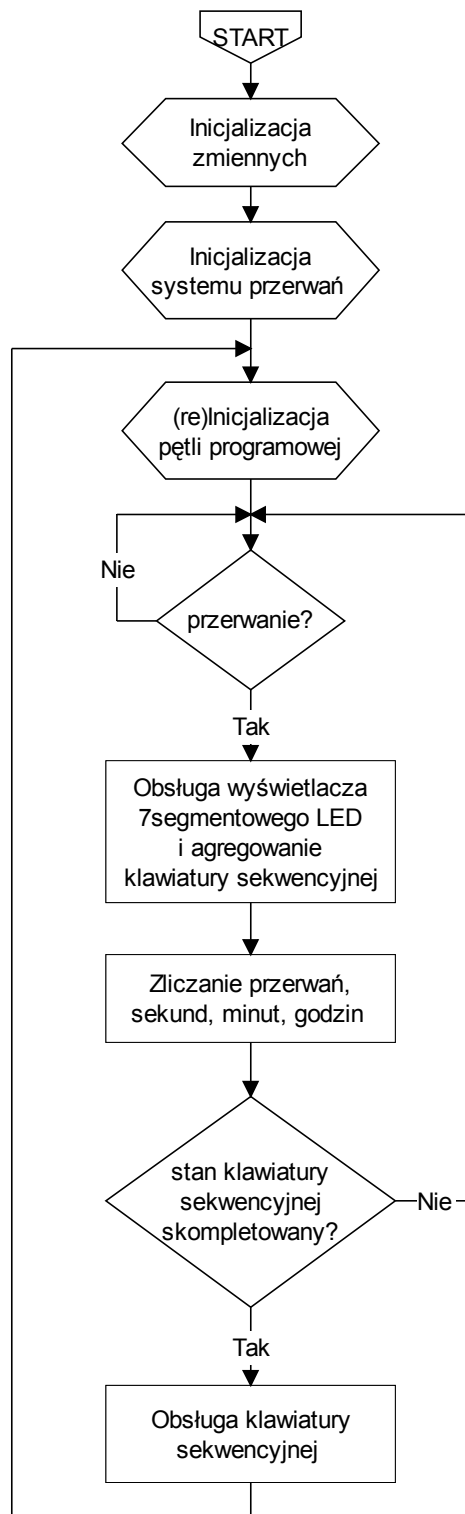 START
Inicjalizacja
zmiennych
Inicjalizacja
systemu przerwań
(re)Inicjalizacja
pętli programowej
Nie
przerwanie?
Tak
Obsługa wyświetlacza
7segmentowego LED
i agregowanie
klawiatury sekwencyjnej
Zliczanie przerwań,
sekund, minut, godzin
stan klawiatury
sekwencyjnej
skompletowany?
Nie
Tak
Obsługa klawiatury
sekwencyjnej